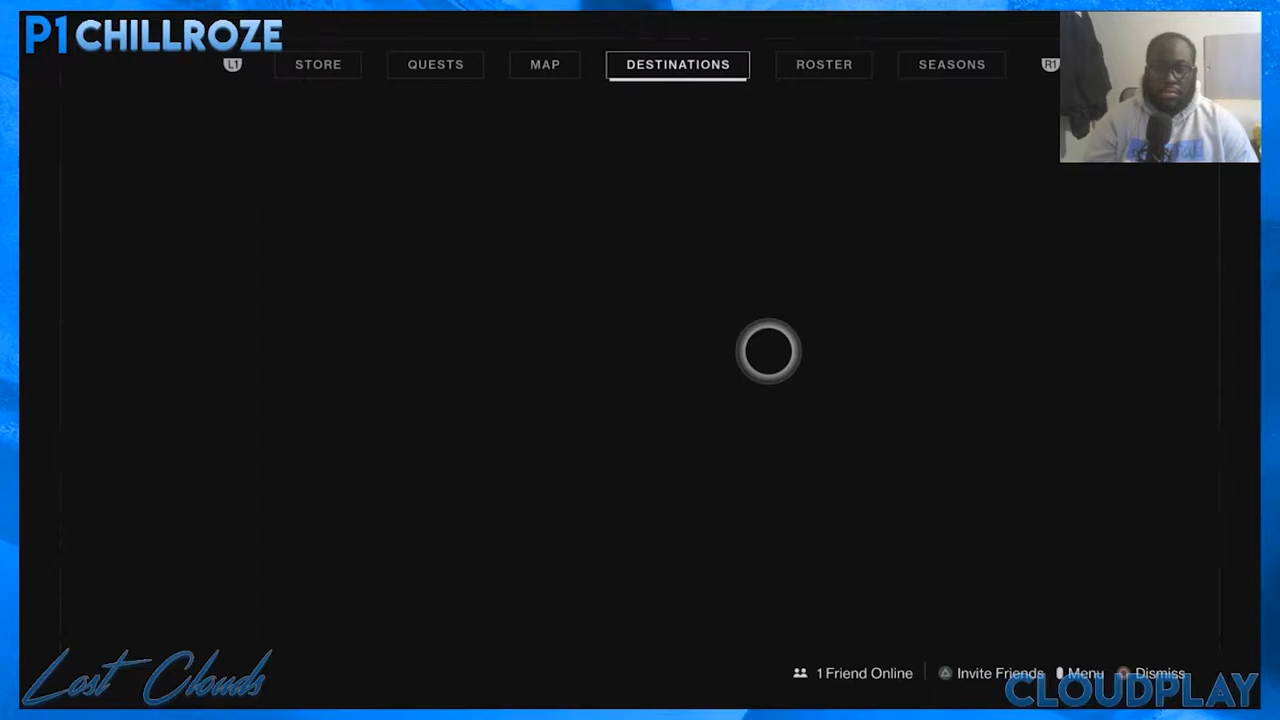 P1 CHILLROZE
L1 STORE QUESTS MAP DESTINATIONS ROSTER SEASONS R1
1 Friend Online Invite Friends Menu Dismiss
Lost Clouds
CLOUDPLAY